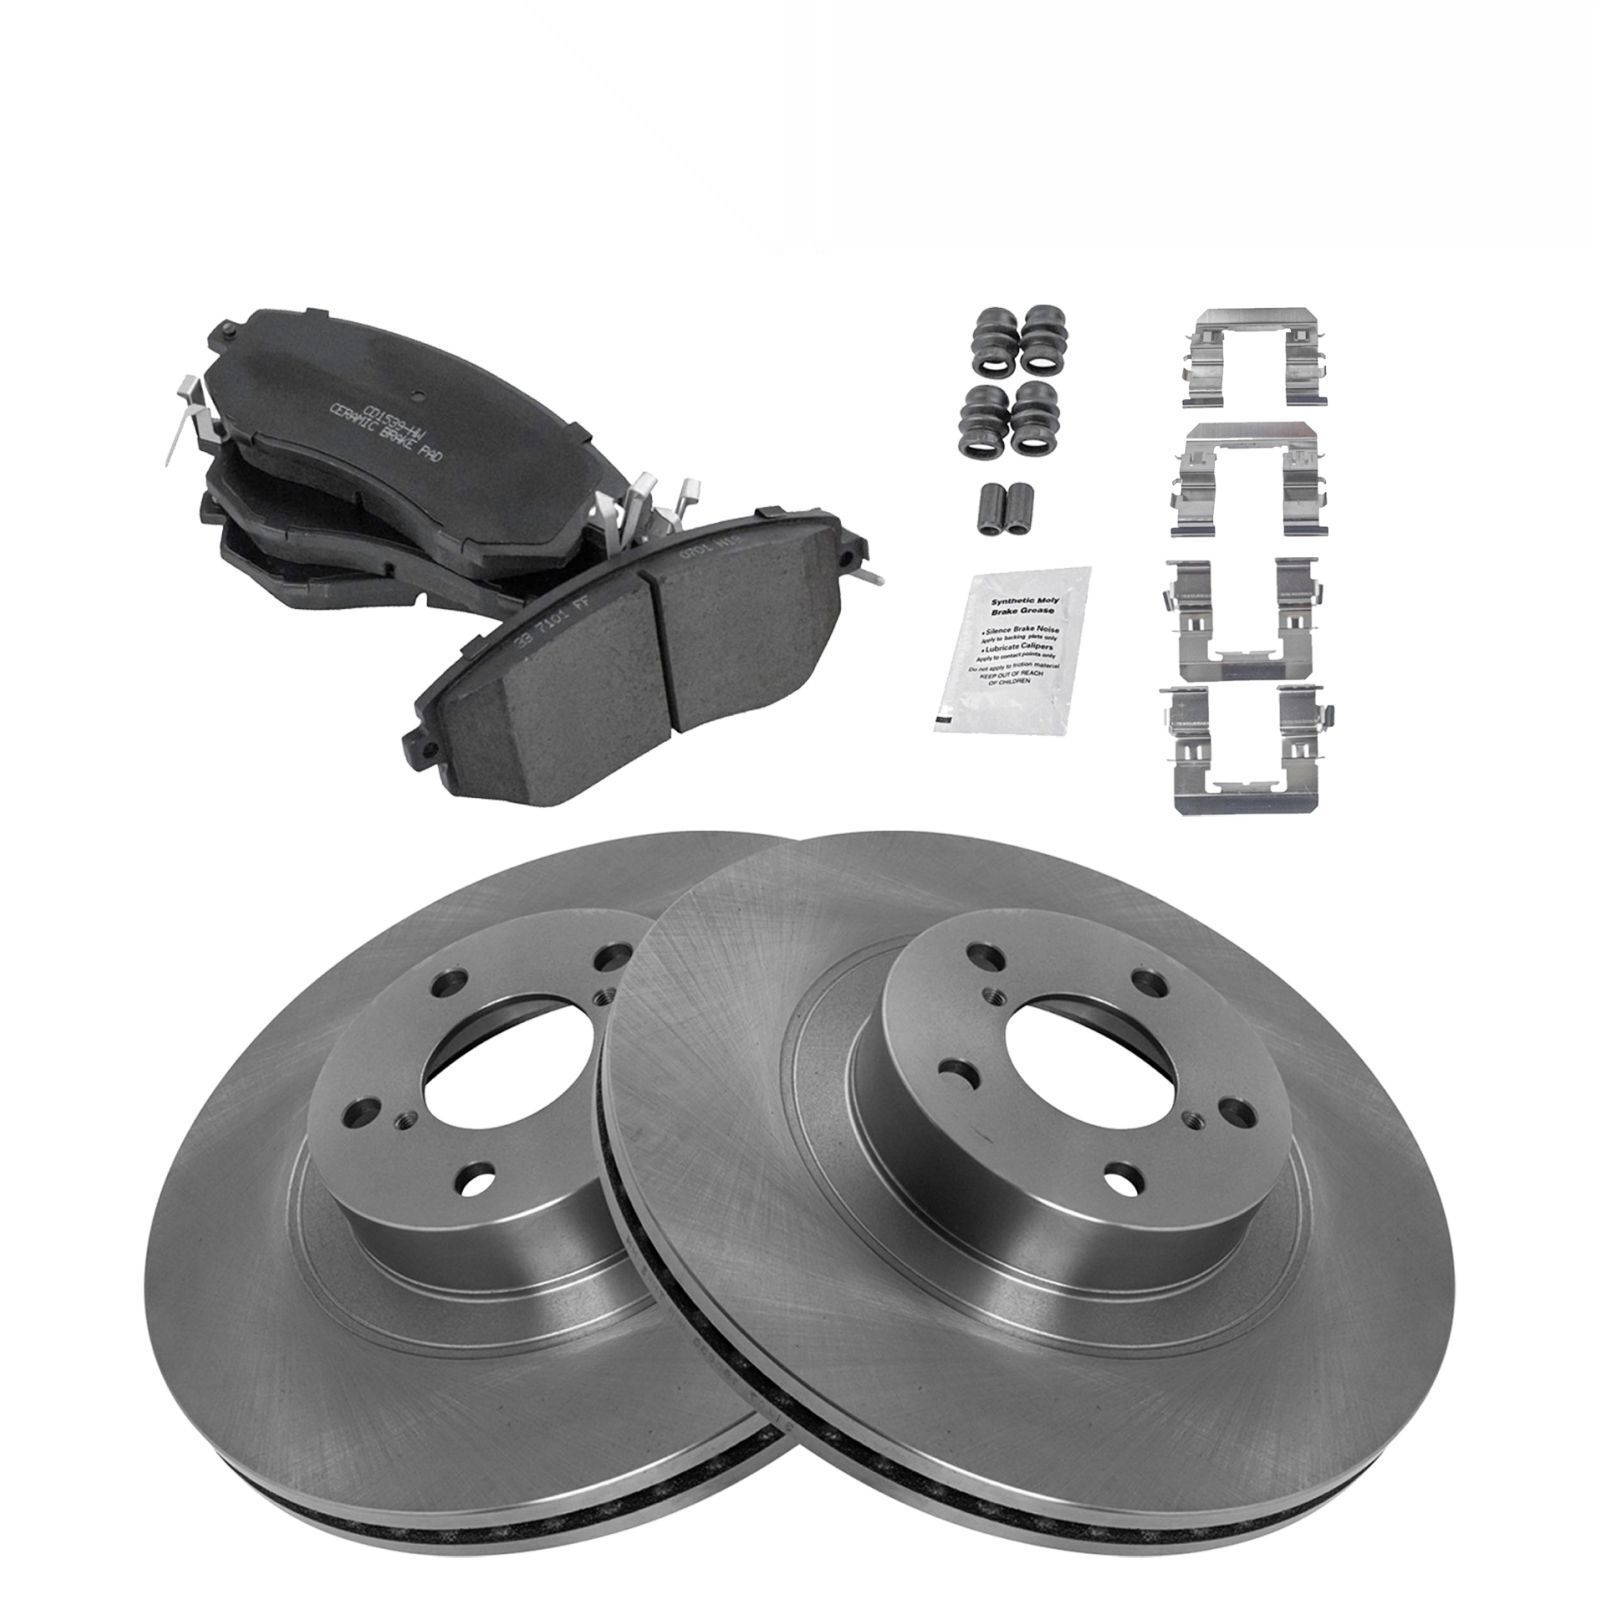 CD1539-HW
CERAMIC BRAKE PAD
0701 N19
33 7101 FF
Synthetic Moly
Brake Grease
• Silence Brake Noise
Apply to backing plate only
• Lubricate Calipers
Apply to contact points only
Do not apply to friction material
KEEP OUT OF REACH
OF CHILDREN